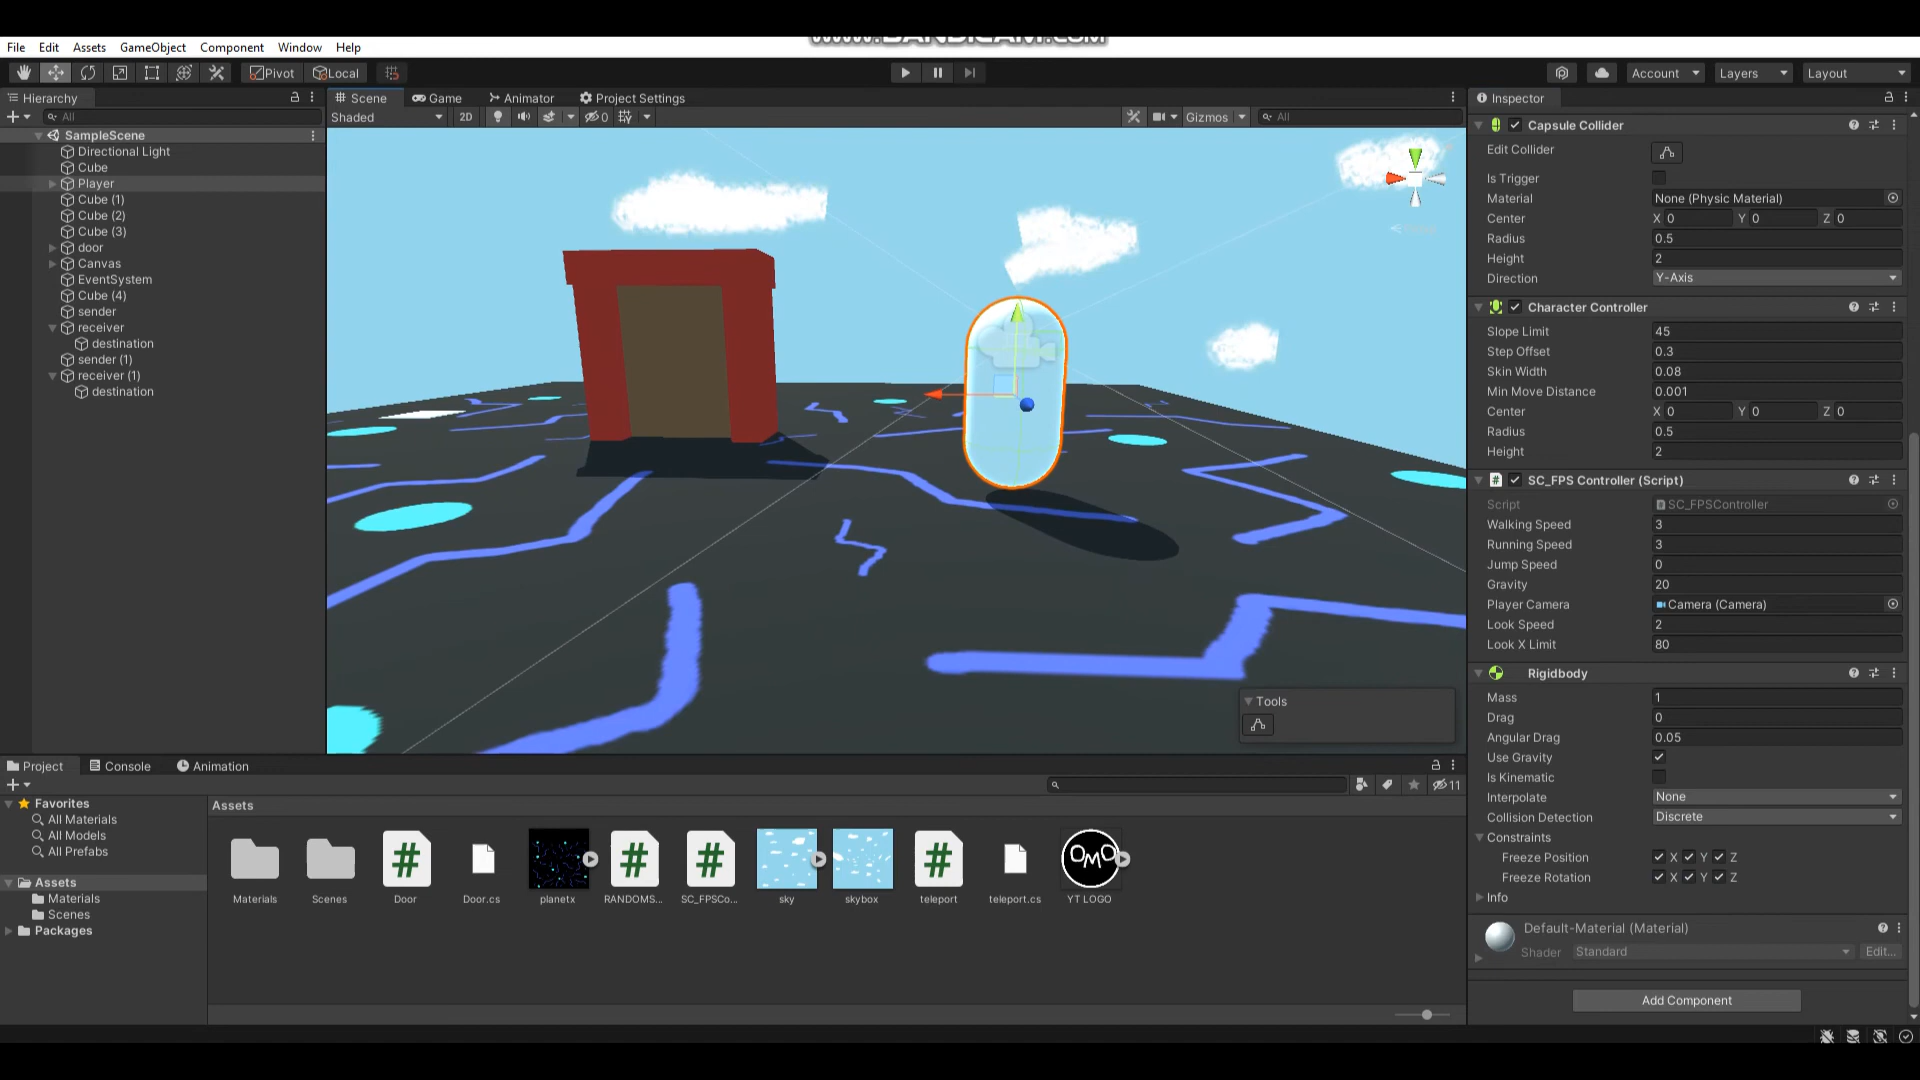 www.BANDICAM.com
File Edit Assets GameObject Component Window Help
Pivot Local Account Layers Layout
Hierarchy
All
SampleScene
Directional Light
Cube
Player
Cube (1)
Cube (2)
Cube (3)
door
Canvas
EventSystem
Cube (4)
sender
receiver
destination
sender (1)
receiver (1)
destination
Scene Game Animator Project Settings
Shaded 2D 0 Gizmos All
Tools
Inspector
Capsule Collider
Edit Collider
Is Trigger
Material None (Physic Material)
Center X 0 Y 0 Z 0
Radius 0.5
Height 2
Direction Y-Axis
Character Controller
Slope Limit 45
Step Offset 0.3
Skin Width 0.08
Min Move Distance 0.001
Center X 0 Y 0 Z 0
Radius 0.5
Height 2
SC_FPS Controller (Script)
Script SC_FPSController
Walking Speed 3
Running Speed 3
Jump Speed 0
Gravity 20
Player Camera Camera (Camera)
Look Speed 2
Look X Limit 80
Rigidbody
Mass 1
Drag 0
Angular Drag 0.05
Use Gravity
Is Kinematic
Interpolate None
Collision Detection Discrete
Constraints
Freeze Position X Y Z
Freeze Rotation X Y Z
Info
Default-Material (Material)
Shader Standard Edit...
Add Component
Project Console Animation
11
Favorites
All Materials
All Models
All Prefabs
Assets
Materials
Scenes
Packages
Assets
OMO
Materials Scenes Door Door.cs planetx RANDOMS... SC_FPSCo... sky skybox teleport teleport.cs YT LOGO